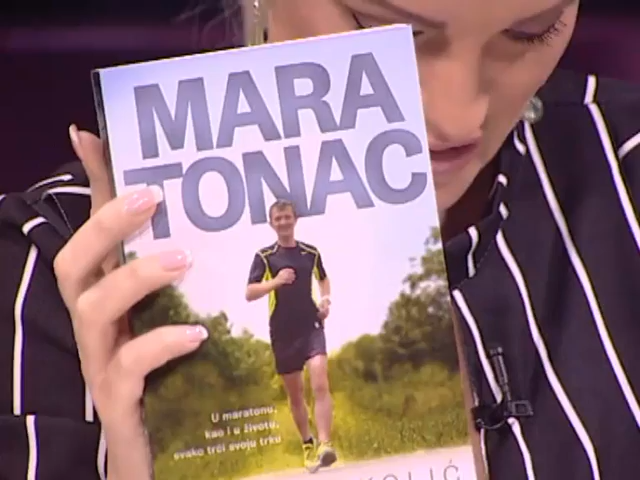 MARA
TONAC
U maratonu,
kao i u životu,
svako trči svoju trku